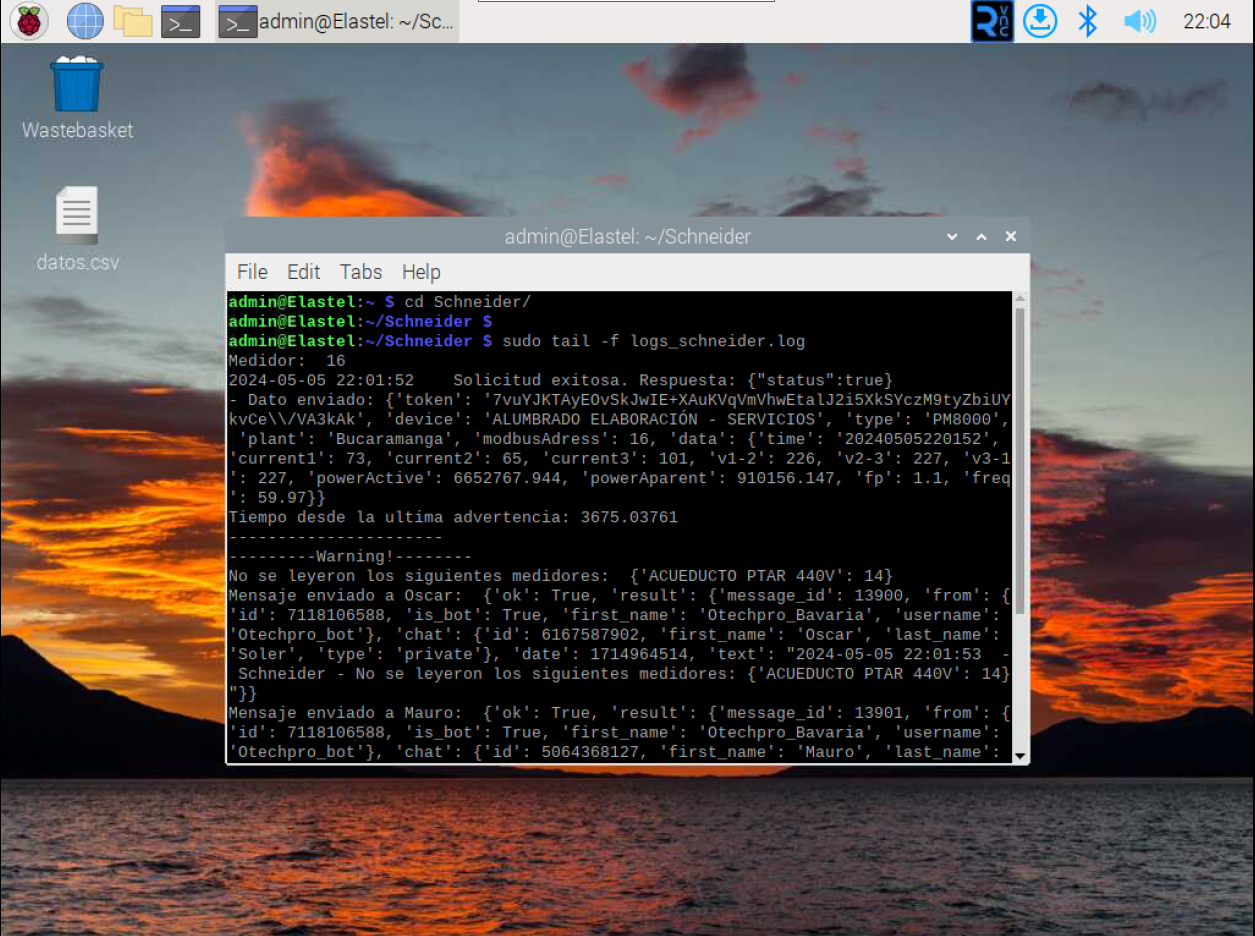 admin@Elastel: ~/Sc...
22:04
Wastebasket
datos.csv
admin@Elastel: ~/Schneider
File Edit Tabs Help
admin@Elastel:~ $ cd Schneider/
admin@Elastel:~/Schneider $
admin@Elastel:~/Schneider $ sudo tail -f logs_schneider.log
Medidor:  16
2024-05-05 22:01:52    Solicitud exitosa. Respuesta: {"status":true}
- Dato enviado: {'token': '7vuYJKTAyEOvSkJwIE+XAuKVqVmVhwEtalJ2i5XkSYczM9tyZbiUY
kvCe\\/VA3kAk', 'device': 'ALUMBRADO ELABORACIÓN - SERVICIOS', 'type': 'PM8000',
 'plant': 'Bucaramanga', 'modbusAdress': 16, 'data': {'time': '20240505220152',
'current1': 73, 'current2': 65, 'current3': 101, 'v1-2': 226, 'v2-3': 227, 'v3-1
': 227, 'powerActive': 6652767.944, 'powerAparent': 910156.147, 'fp': 1.1, 'freq
': 59.97}}
Tiempo desde la ultima advertencia: 3675.03761
----------------------
---------Warning!--------
No se leyeron los siguientes medidores:  {'ACUEDUCTO PTAR 440V': 14}
Mensaje enviado a Oscar:  {'ok': True, 'result': {'message_id': 13900, 'from': {
'id': 7118106588, 'is_bot': True, 'first_name': 'Otechpro_Bavaria', 'username':
'Otechpro_bot'}, 'chat': {'id': 6167587902, 'first_name': 'Oscar', 'last_name':
'Soler', 'type': 'private'}, 'date': 1714964514, 'text': "2024-05-05 22:01:53  -
 Schneider - No se leyeron los siguientes medidores: {'ACUEDUCTO PTAR 440V': 14}
"}}
Mensaje enviado a Mauro:  {'ok': True, 'result': {'message_id': 13901, 'from': {
'id': 7118106588, 'is_bot': True, 'first_name': 'Otechpro_Bavaria', 'username':
'Otechpro_bot'}, 'chat': {'id': 5064368127, 'first_name': 'Mauro', 'last_name':